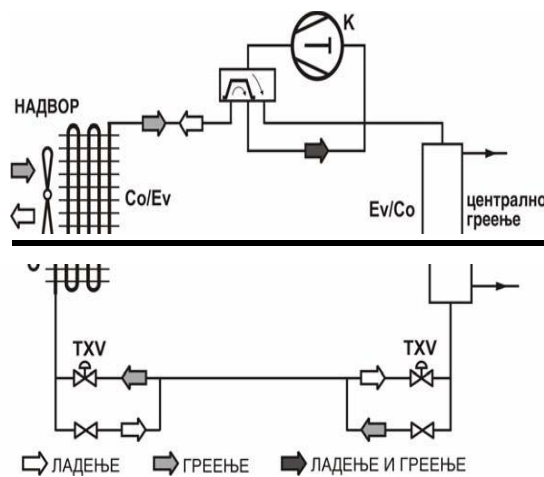 K
НАДВОР
Co/Ev
Ev/Co
централно
греење
TXV
TXV
ЛАДЕЊЕ
ГРЕЕЊЕ
ЛАДЕЊЕ И ГРЕЕЊЕ